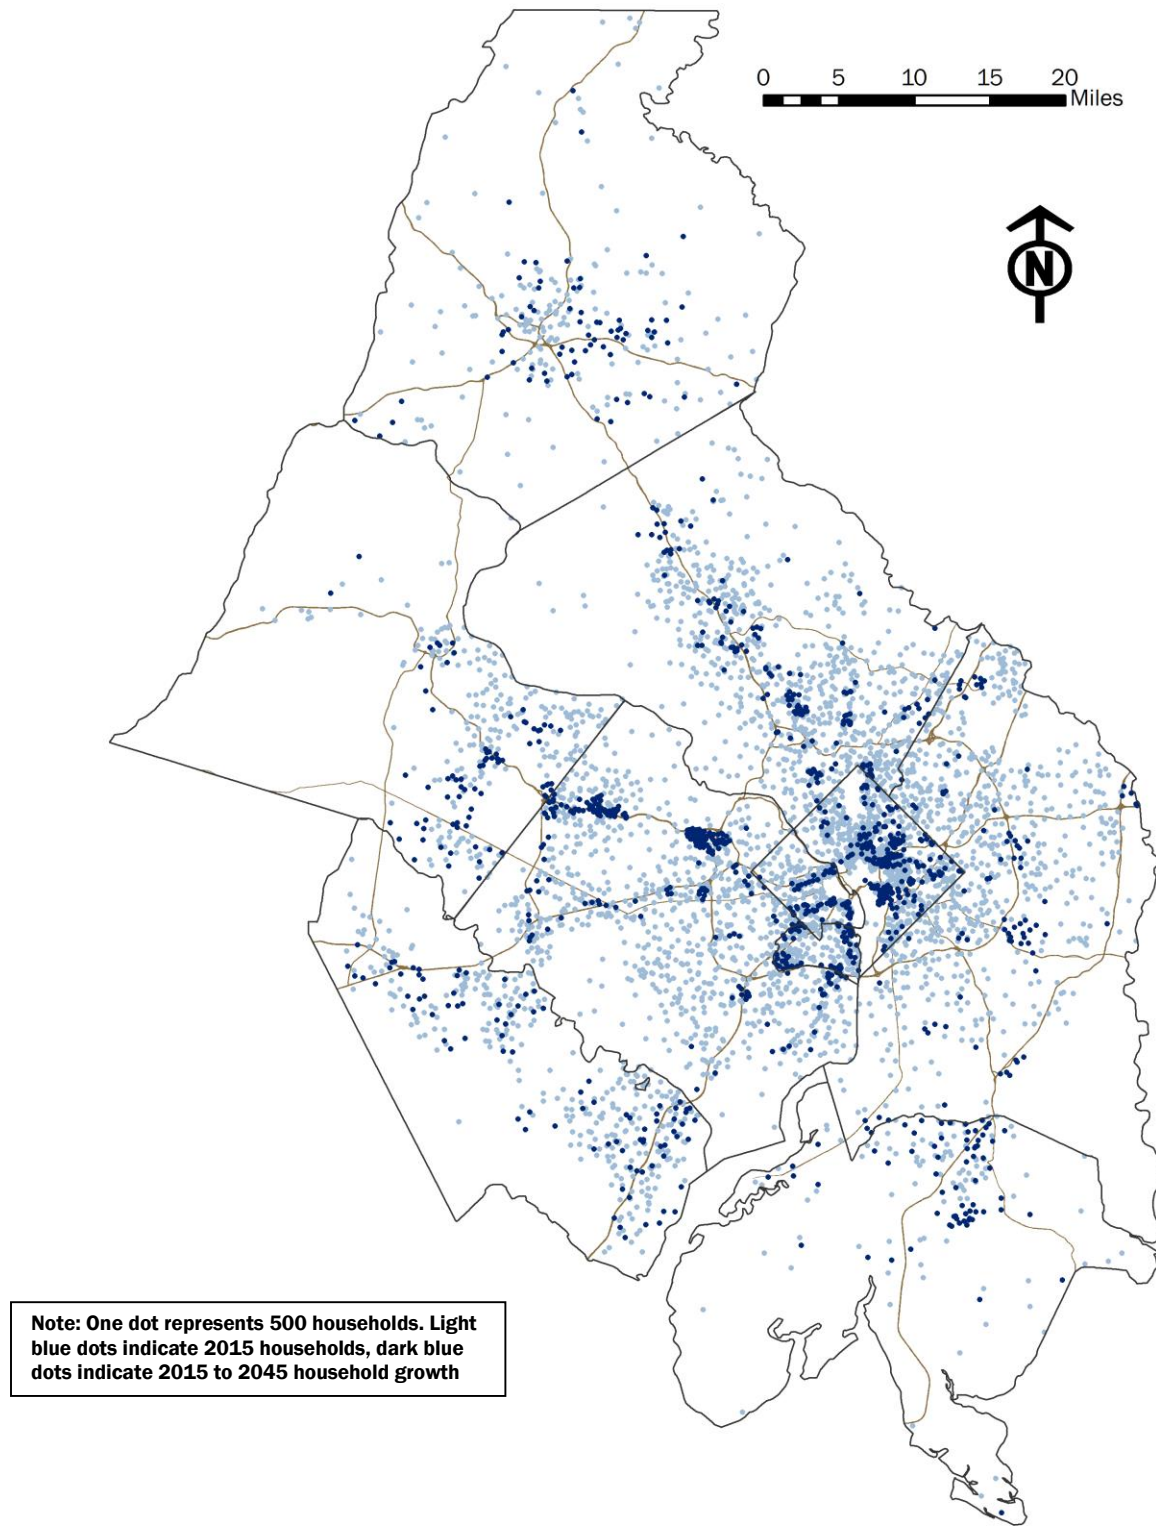 0 5 10 15 20
Miles
N
Note: One dot represents 500 households. Light
blue dots indicate 2015 households, dark blue
dots indicate 2015 to 2045 household growth